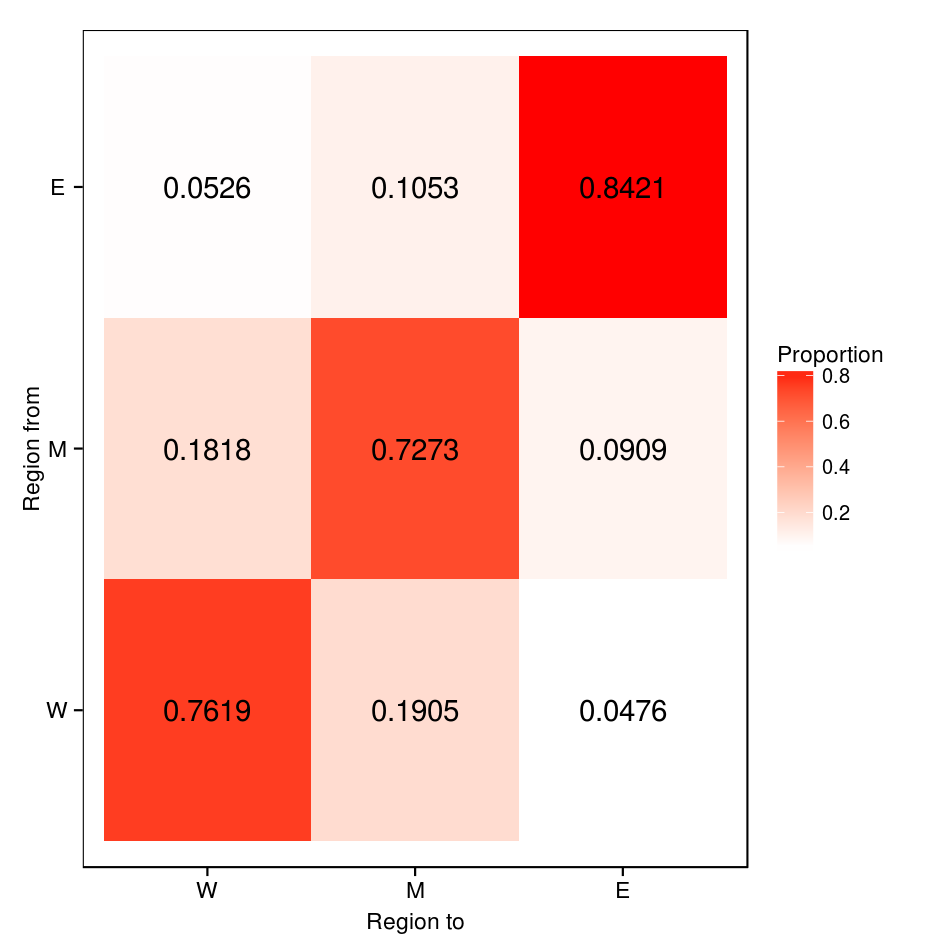 E
0.0526 0.1053 0.8421
Proportion
0.8
0.6
0.4
0.2
Region from
M
0.1818 0.7273 0.0909
W
0.7619 0.1905 0.0476
W M E
Region to